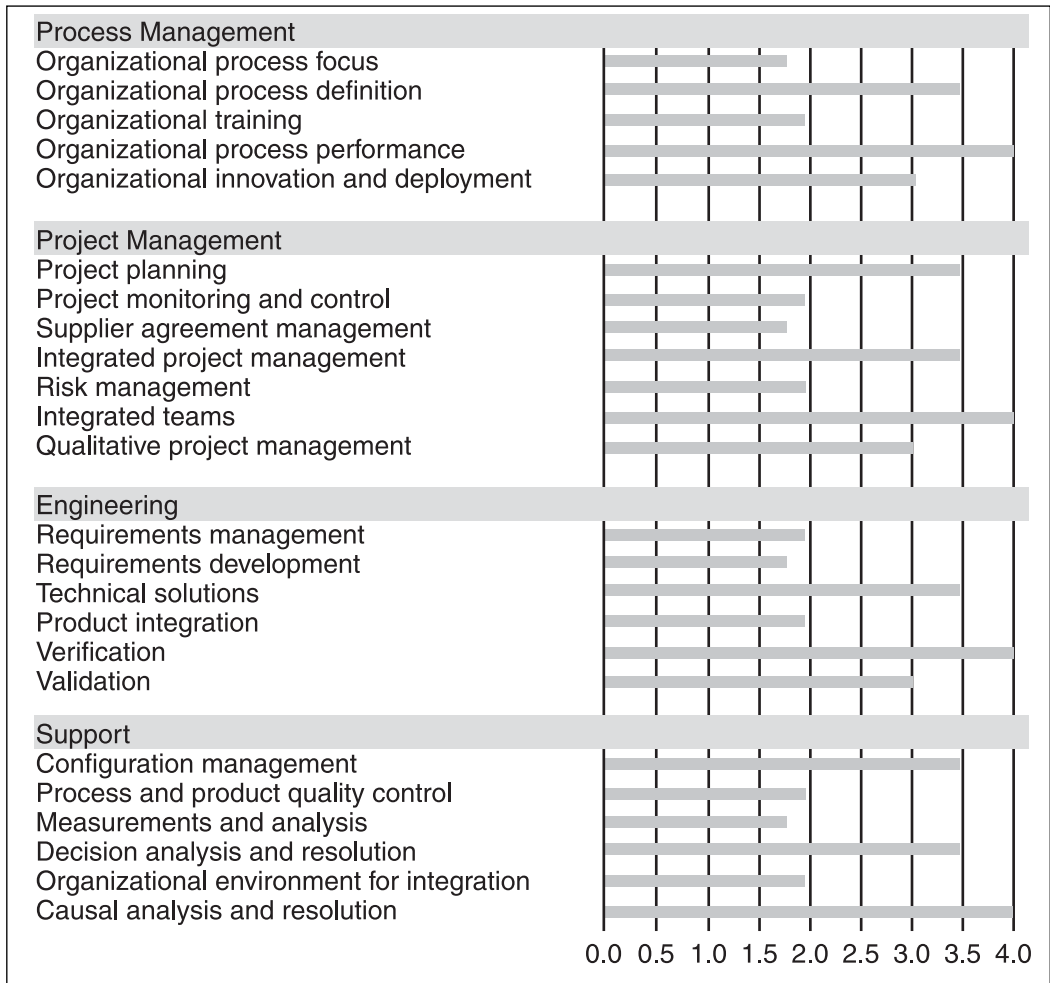 Process Management
Organizational process focus
Organizational process definition
Organizational training
Organizational process performance
Organizational innovation and deployment
Project Management
Project planning
Project monitoring and control
Supplier agreement management
Integrated project management
Risk management
Integrated teams
Qualitative project management
Engineering
Requirements management
Requirements development
Technical solutions
Product integration
Verification
Validation
Support
Configuration management
Process and product quality control
Measurements and analysis
Decision analysis and resolution
Organizational environment for integration
Causal analysis and resolution
0.0 0.5 1.0 1.5 2.0 2.5 3.0 3.5 4.0